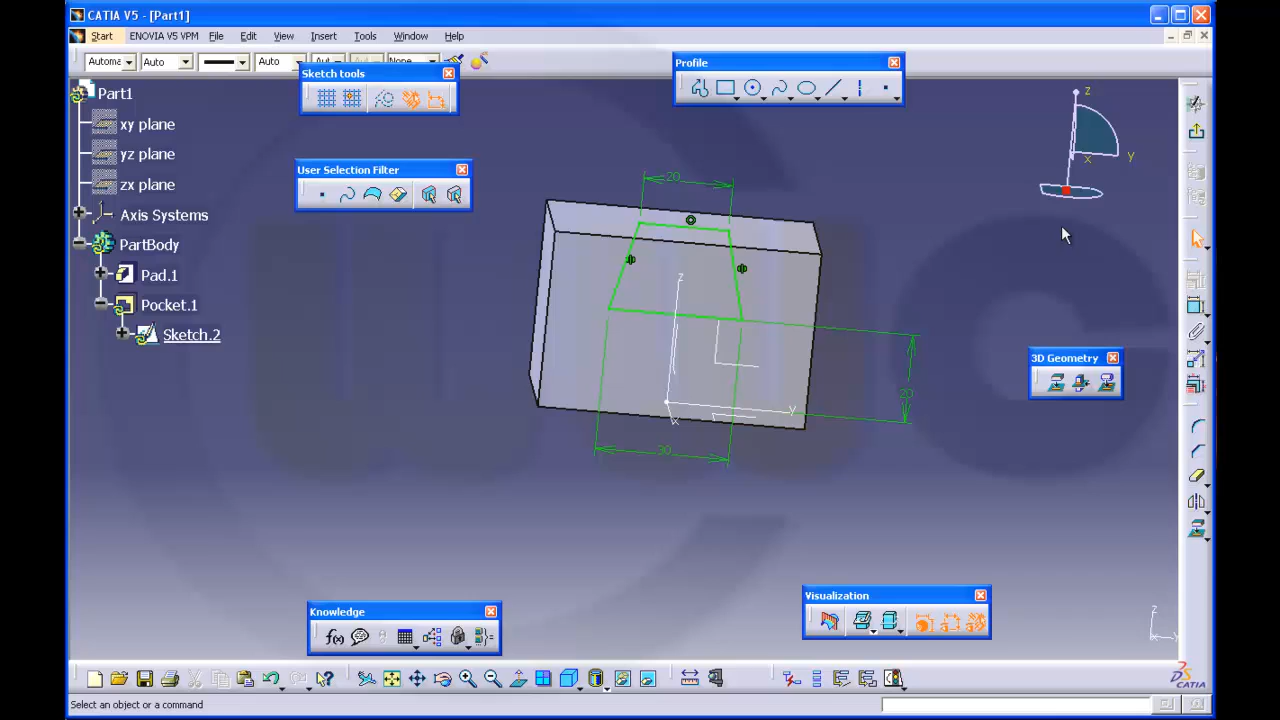 CATIA V5 - [Part1]
Start ENOVIA V5 VPM File Edit View Insert Tools Window Help
Automa Auto Auto Aut None
Sketch tools
Profile
User Selection Filter
Part1
xy plane
yz plane
zx plane
Axis Systems
PartBody
Pad.1
Pocket.1
Sketch.2
z
y
x
20
z
y
x
20
30
3D Geometry
Knowledge
f(x)
Visualization
z
x
y
DS
CATIA
Select an object or a command